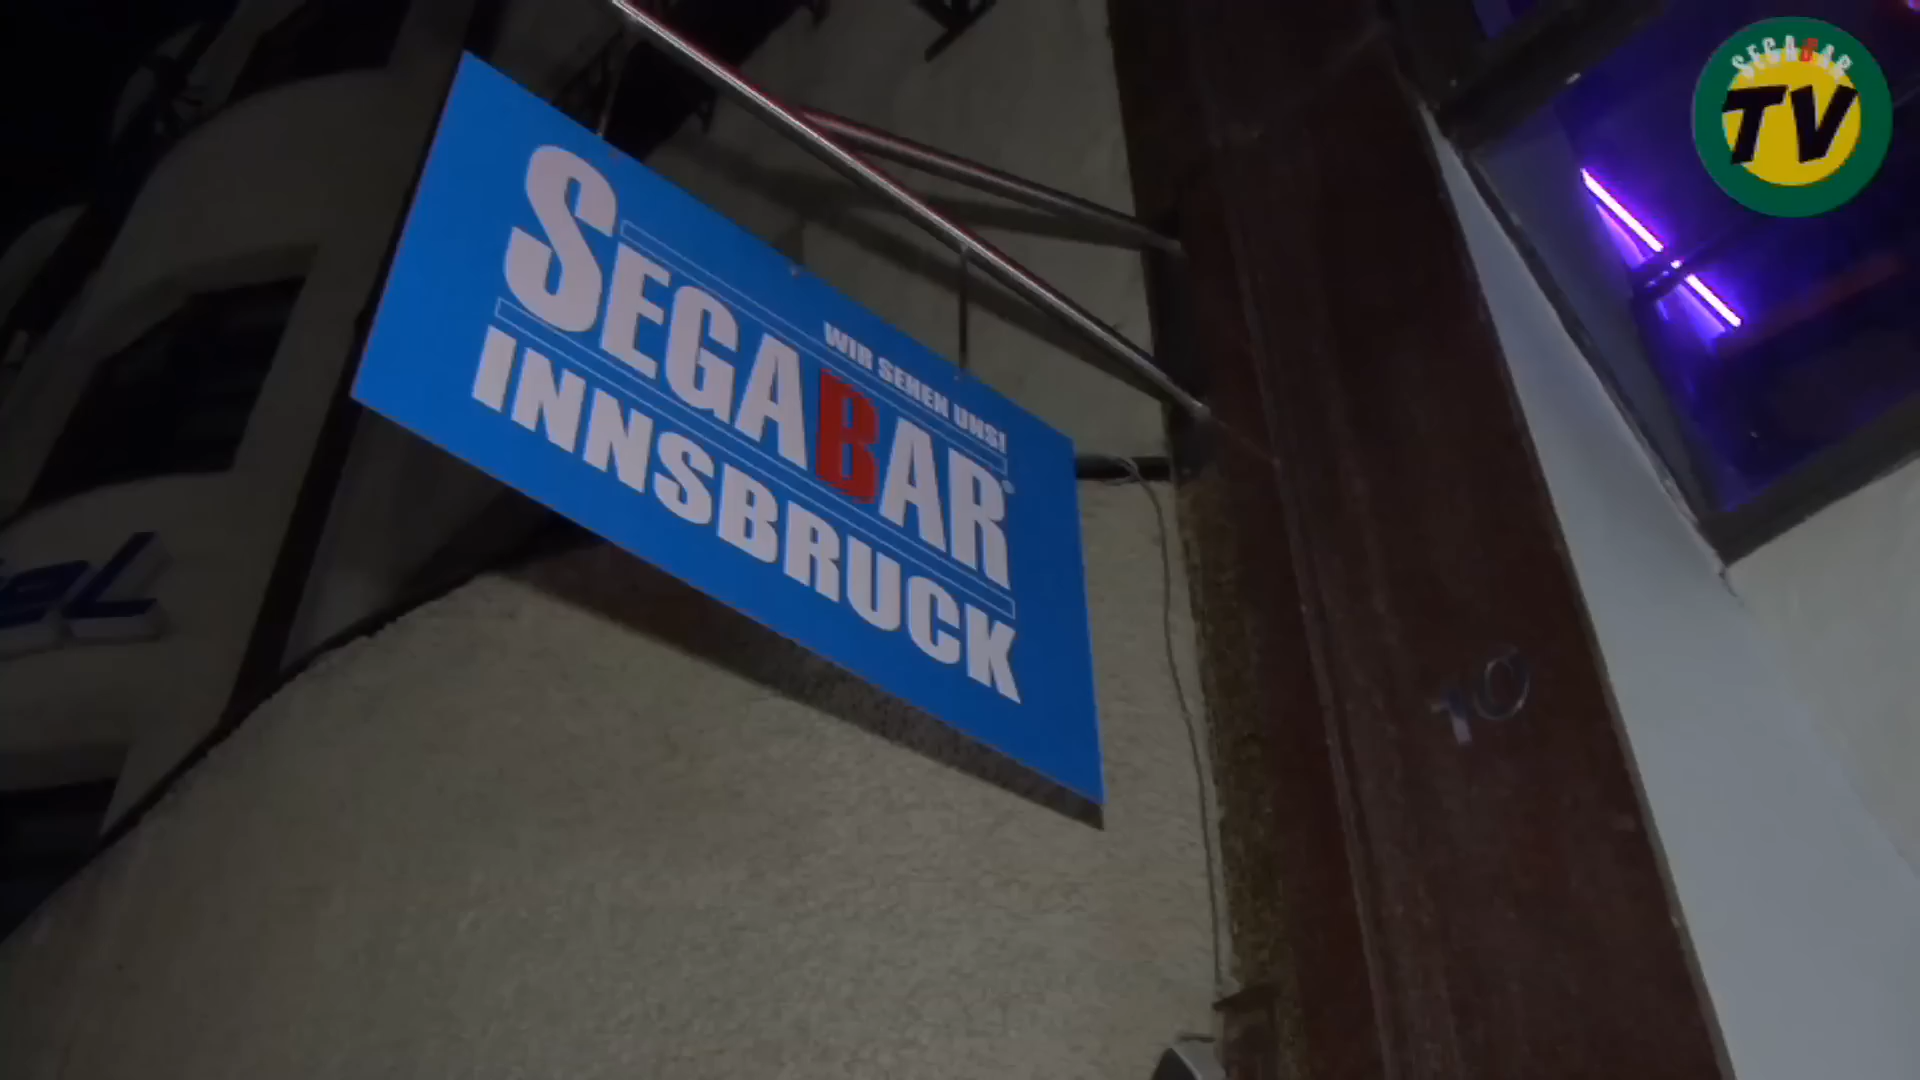 WIR SEHEN UNS!
SEGABAR
INNSBRUCK
10
SEGABAR
TV